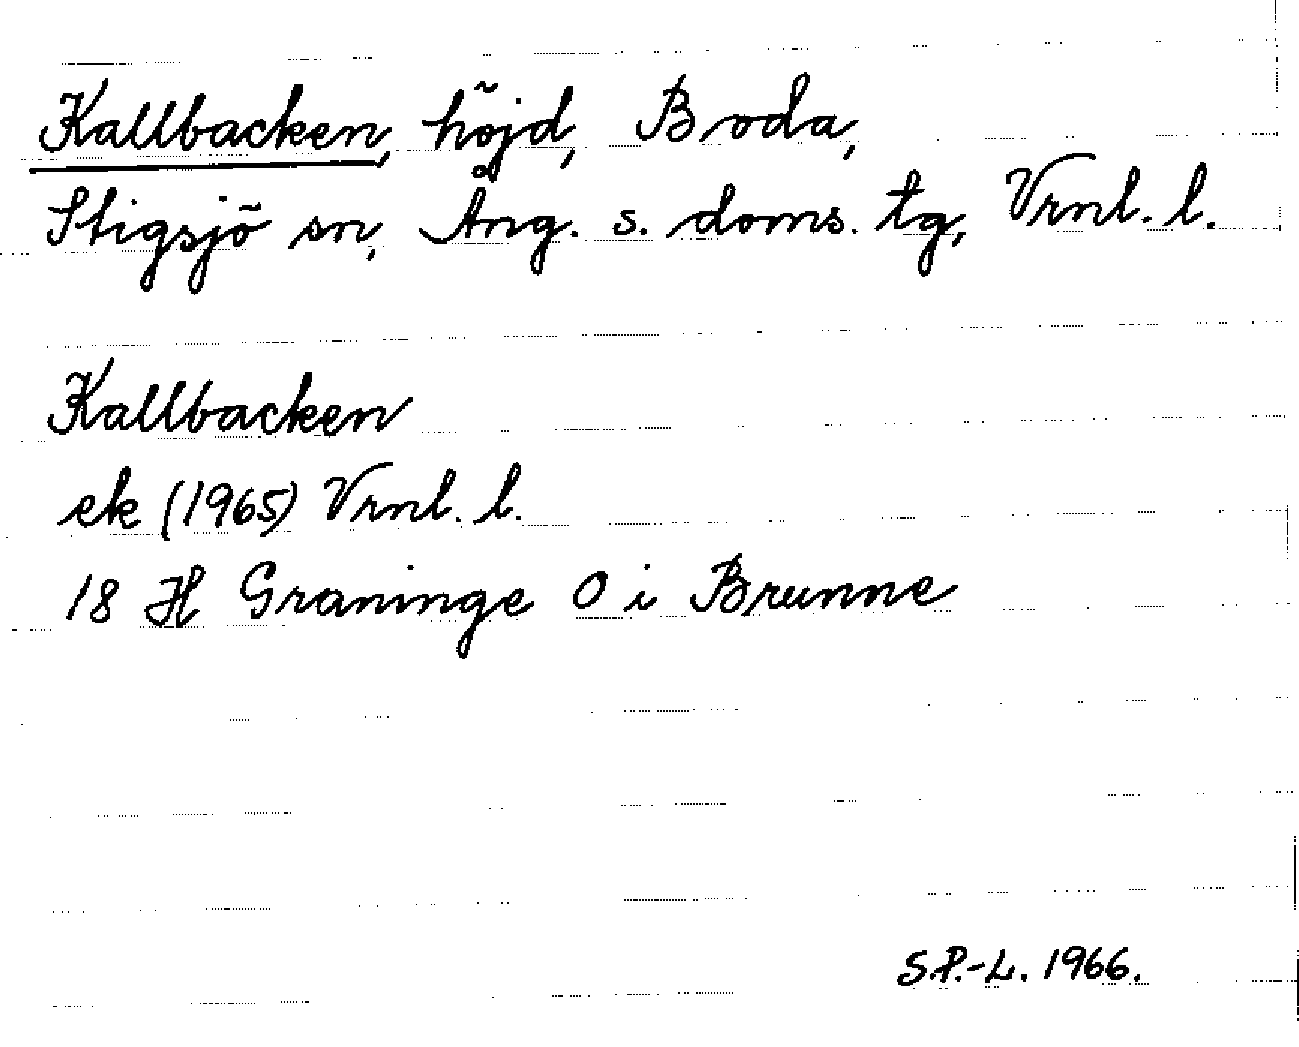 Kallbacken, höjd, Boda,
Stigsjö sn, Ång. s. doms. tg, Vrnl. l.
Kallbacken
ek (1965) Vrnl. l.
18 H Graninge O i Brunne
S.P.-L. 1966.